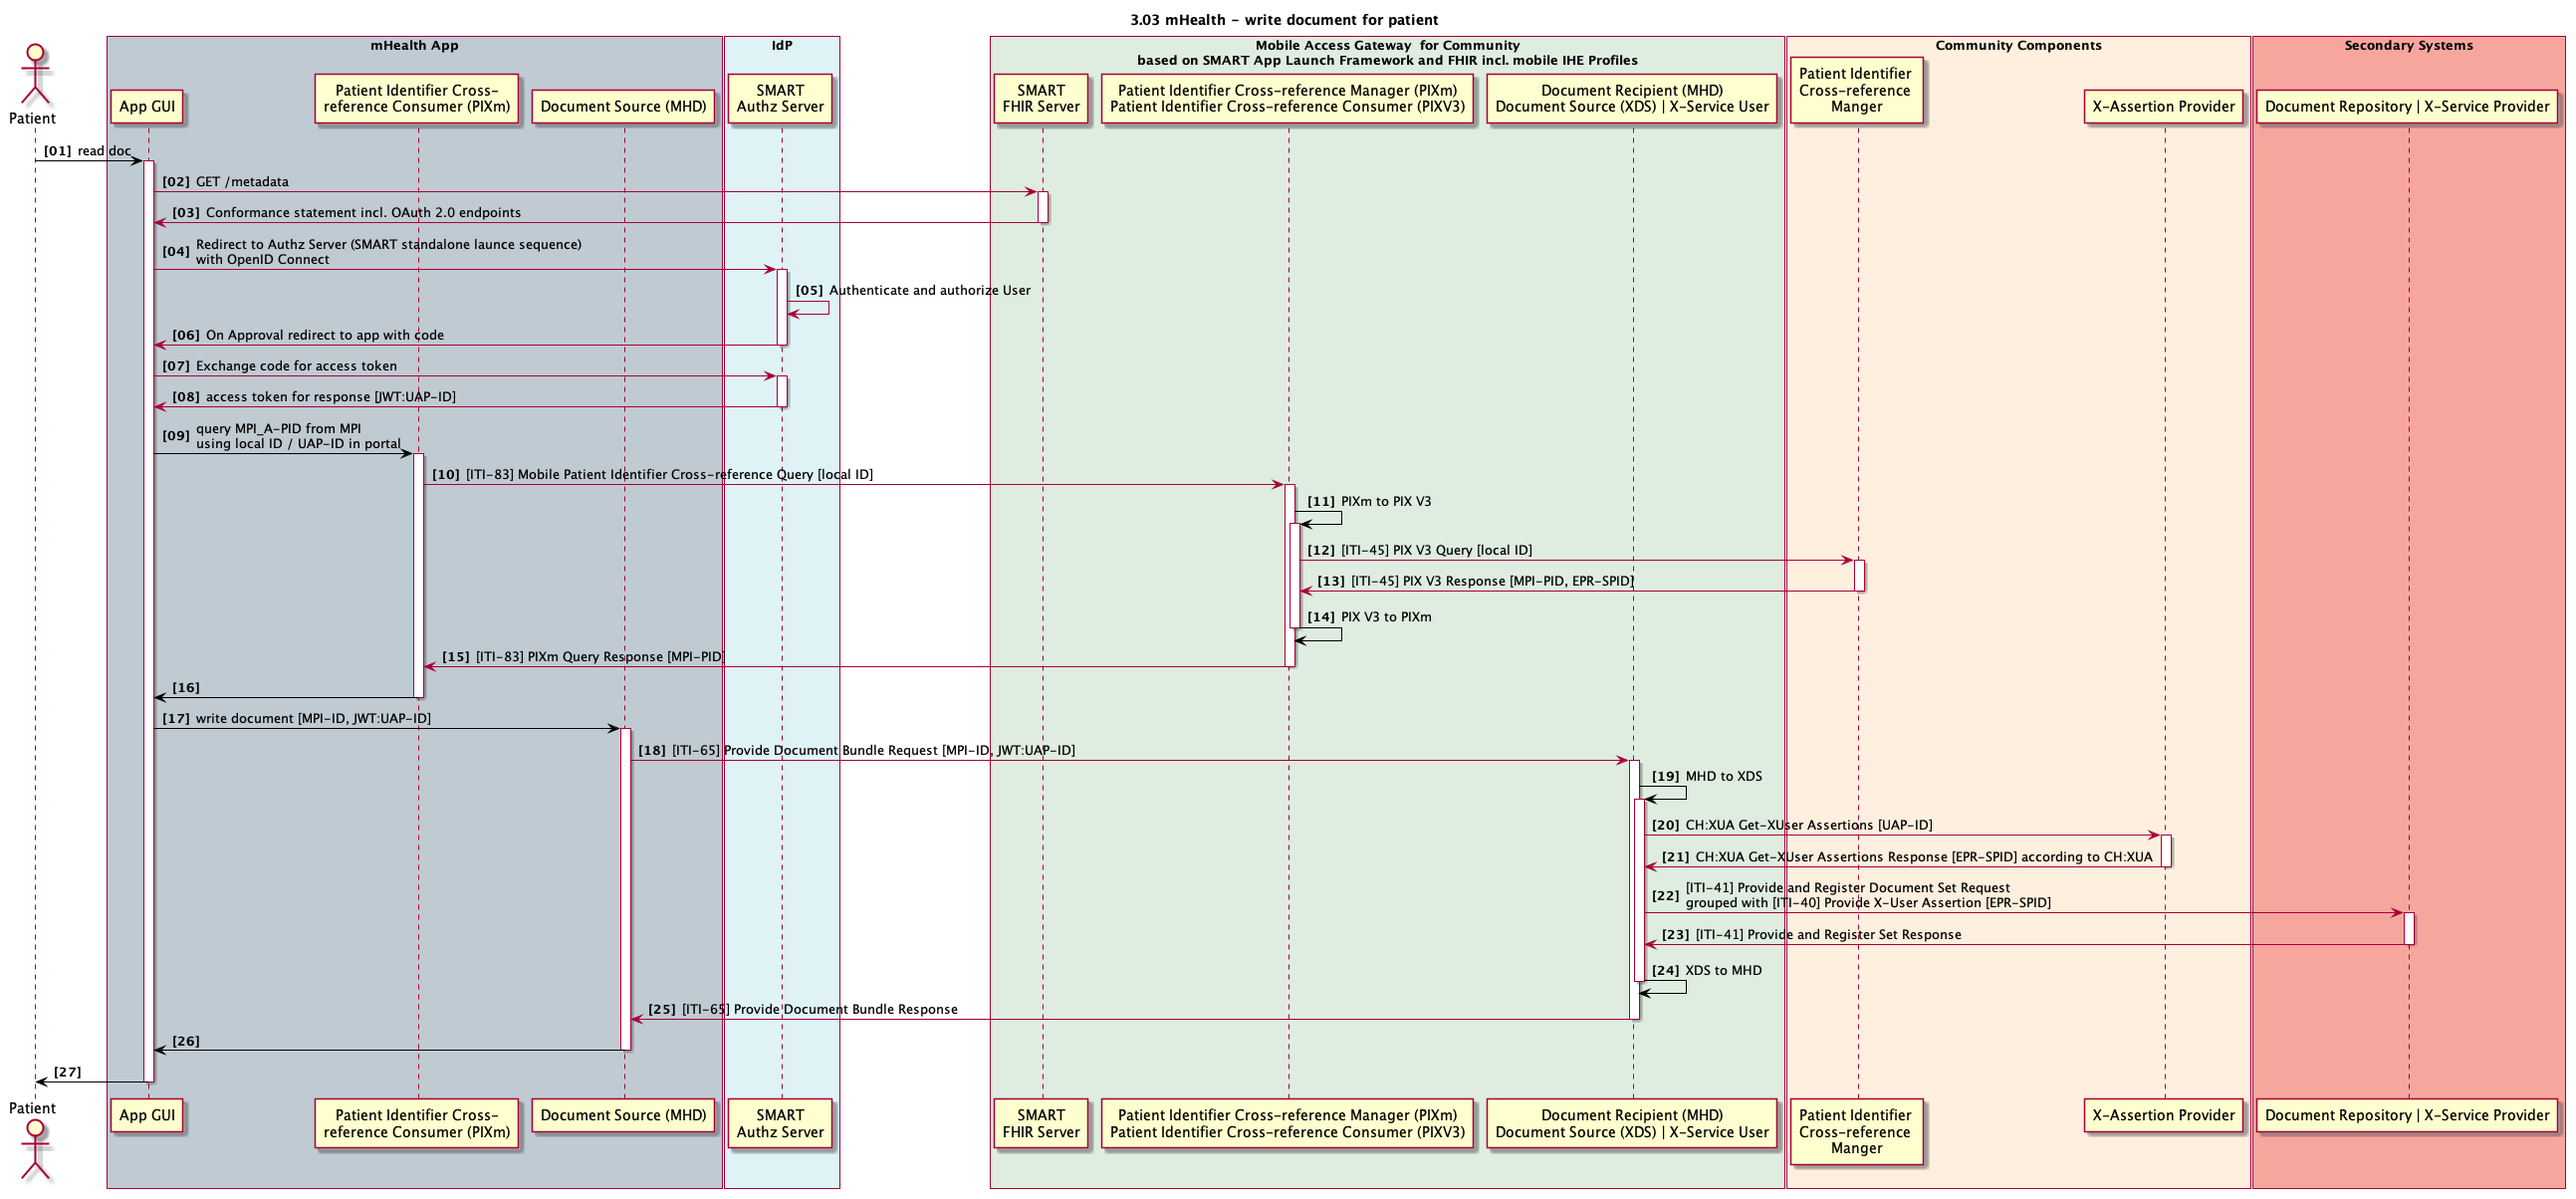 3.03 mHealth - write document for patient
mHealth App
IdP
Mobile Access Gateway  for Community
based on SMART App Launch Framework and FHIR incl. mobile IHE Profiles
Community Components
Secondary Systems
Patient
App GUI
Patient Identifier Cross-
reference Consumer (PIXm)
Document Source (MHD)
SMART
Authz Server
SMART
FHIR Server
Patient Identifier Cross-reference Manager (PIXm)
Patient Identifier Cross-reference Consumer (PIXV3)
Document Recipient (MHD)
Document Source (XDS) | X-Service User
Patient Identifier
Cross-reference
Manger
X-Assertion Provider
Document Repository | X-Service Provider
[01] read doc
[02] GET /metadata
[03] Conformance statement incl. OAuth 2.0 endpoints
[04] Redirect to Authz Server (SMART standalone launce sequence)
with OpenID Connect
[05] Authenticate and authorize User
[06] On Approval redirect to app with code
[07] Exchange code for access token
[08] access token for response [JWT:UAP-ID]
[09] query MPI_A-PID from MPI
using local ID / UAP-ID in portal
[10] [ITI-83] Mobile Patient Identifier Cross-reference Query [local ID]
[11] PIXm to PIX V3
[12] [ITI-45] PIX V3 Query [local ID]
[13] [ITI-45] PIX V3 Response [MPI-PID, EPR-SPID]
[14] PIX V3 to PIXm
[15] [ITI-83] PIXm Query Response [MPI-PID]
[16]
[17] write document [MPI-ID, JWT:UAP-ID]
[18] [ITI-65] Provide Document Bundle Request [MPI-ID, JWT:UAP-ID]
[19] MHD to XDS
[20] CH:XUA Get-XUser Assertions [UAP-ID]
[21] CH:XUA Get-XUser Assertions Response [EPR-SPID] according to CH:XUA
[22] [ITI-41] Provide and Register Document Set Request
grouped with [ITI-40] Provide X-User Assertion [EPR-SPID]
[23] [ITI-41] Provide and Register Set Response
[24] XDS to MHD
[25] [ITI-65] Provide Document Bundle Response
[26]
[27]
Patient
App GUI
Patient Identifier Cross-
reference Consumer (PIXm)
Document Source (MHD)
SMART
Authz Server
SMART
FHIR Server
Patient Identifier Cross-reference Manager (PIXm)
Patient Identifier Cross-reference Consumer (PIXV3)
Document Recipient (MHD)
Document Source (XDS) | X-Service User
Patient Identifier
Cross-reference
Manger
X-Assertion Provider
Document Repository | X-Service Provider